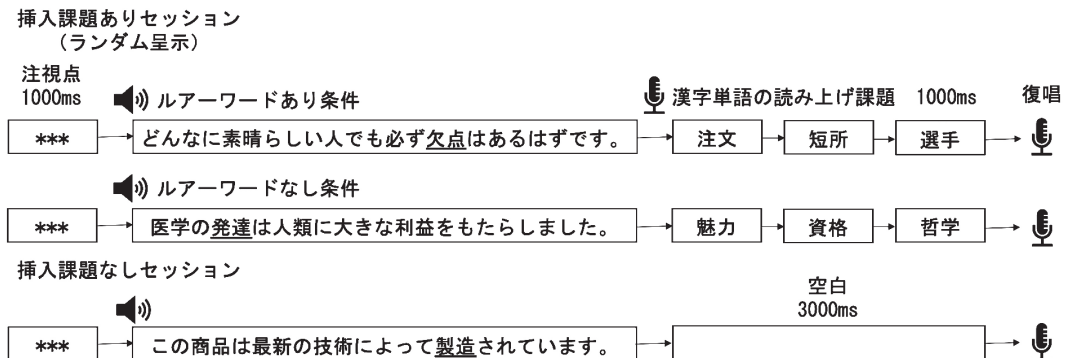 挿入課題ありセッション
（ランダム呈示）
注視点
1000ms
ルアーワードあり条件
漢字単語の読み上げ課題 1000ms 復唱
*** どんなに素晴らしい人でも必ず欠点はあるはずです。 注文 短所 選手
ルアーワードなし条件
*** 医学の発達は人類に大きな利益をもたらしました。 魅力 資格 哲学
挿入課題なしセッション
空白
3000ms
*** この商品は最新の技術によって製造されています。